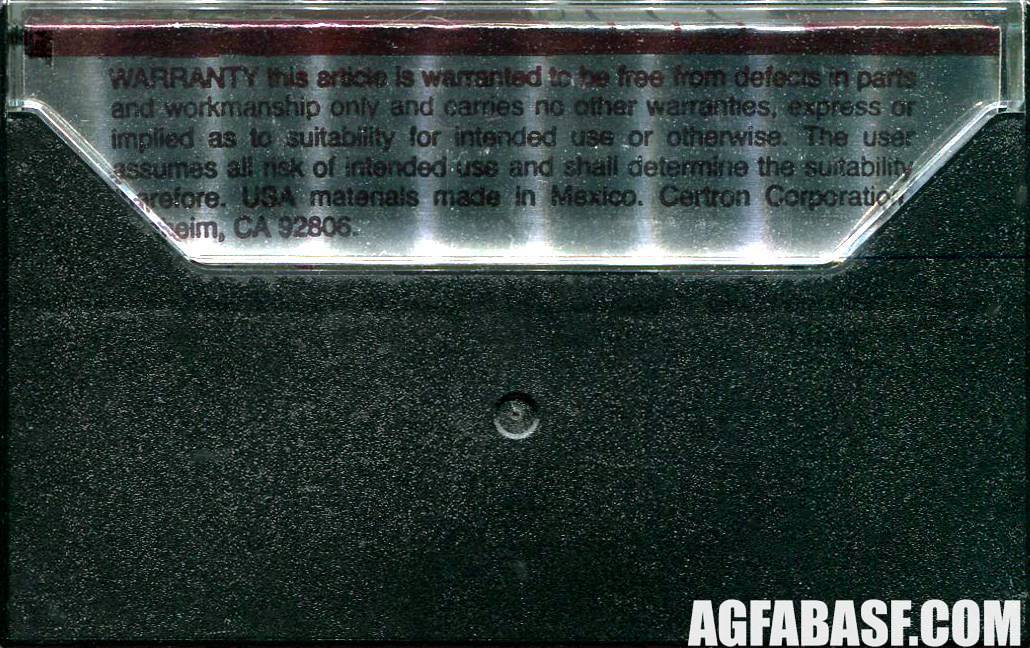 WARRANTY this article is warranted to be free from defects in parts
and workmanship only and carries no other warranties, express or
implied as to suitability for intended use or otherwise. The user
assumes all risk of intended use and shall determine the suitability
USA materials made in Mexico. Certron Corporation,
CA 92806.
AGFABASF.COM